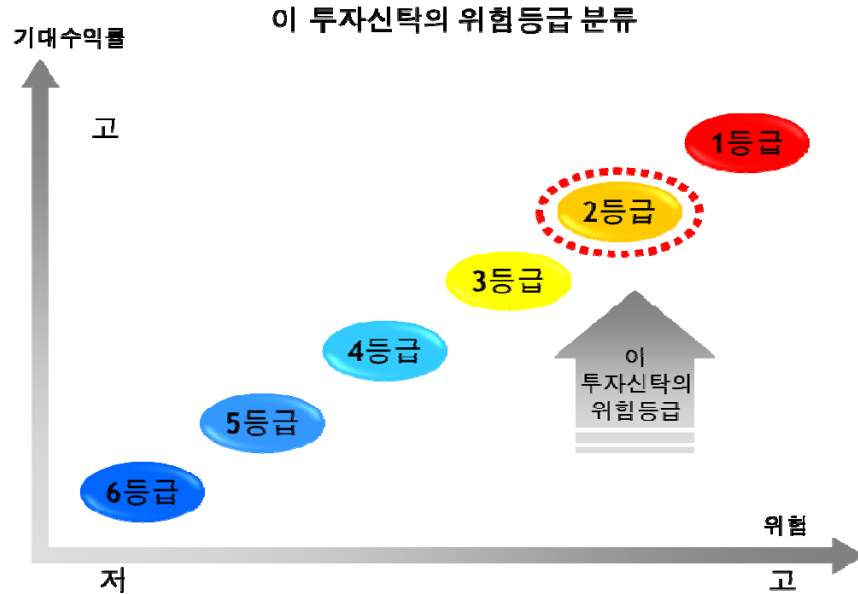 이 투자신탁의 위험등급 분류
기대수익률
고
1등급
2등급
3등급
4등급
이
투자신탁의
위험등급
5등급
6등급
위험
저
고